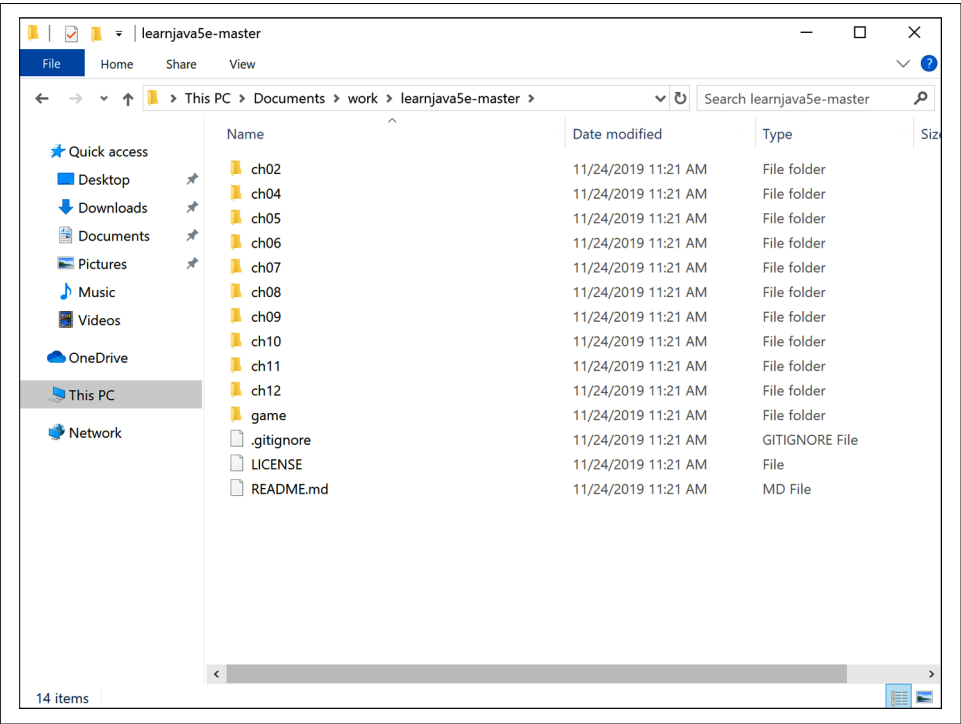 learnjava5e-master
File Home Share View
This PC > Documents > work > learnjava5e-master >
Search learnjava5e-master
Quick access
Desktop
Downloads
Documents
Pictures
Music
Videos
OneDrive
This PC
Network
Name Date modified Type Siz
ch02 11/24/2019 11:21 AM File folder
ch04 11/24/2019 11:21 AM File folder
ch05 11/24/2019 11:21 AM File folder
ch06 11/24/2019 11:21 AM File folder
ch07 11/24/2019 11:21 AM File folder
ch08 11/24/2019 11:21 AM File folder
ch09 11/24/2019 11:21 AM File folder
ch10 11/24/2019 11:21 AM File folder
ch11 11/24/2019 11:21 AM File folder
ch12 11/24/2019 11:21 AM File folder
game 11/24/2019 11:21 AM File folder
.gitignore 11/24/2019 11:21 AM GITIGNORE File
LICENSE 11/24/2019 11:21 AM File
README.md 11/24/2019 11:21 AM MD File
14 items